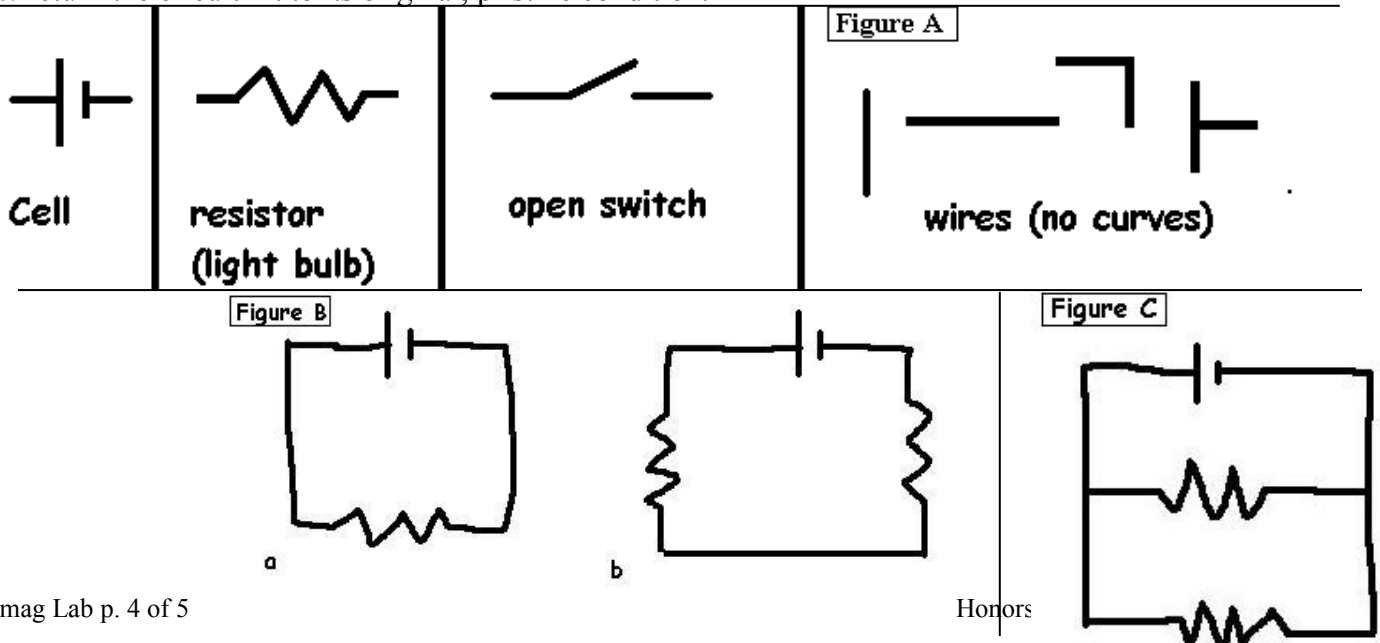 Figure A
Cell
resistor
(light bulb)
open switch
wires (no curves)
Figure B
Figure C
a
b
mag Lab p. 4 of 5
Honors